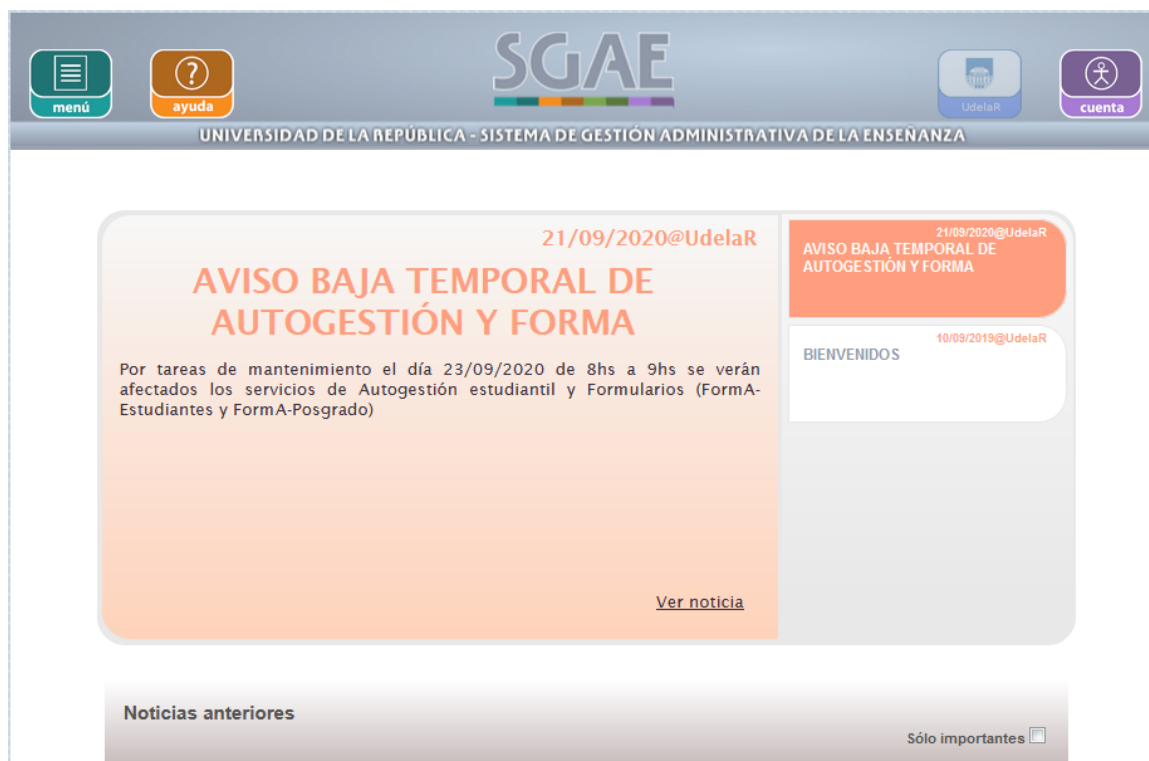 SGAE
menú
ayuda
UdelaR
cuenta
UNIVERSIDAD DE LA REPÚBLICA - SISTEMA DE GESTIÓN ADMINISTRATIVA DE LA ENSEÑANZA
21/09/2020@UdelaR
AVISO BAJA TEMPORAL DE
AUTOGESTIÓN Y FORMA
Por tareas de mantenimiento el día 23/09/2020 de 8hs a 9hs se verán
afectados los servicios de Autogestión estudiantil y Formularios (FormA-
Estudiantes y FormA-Posgrado)
Ver noticia
21/09/2020@UdelaR
AVISO BAJA TEMPORAL DE
AUTOGESTIÓN Y FORMA
10/09/2019@UdelaR
BIENVENIDOS
Noticias anteriores
Sólo importantes